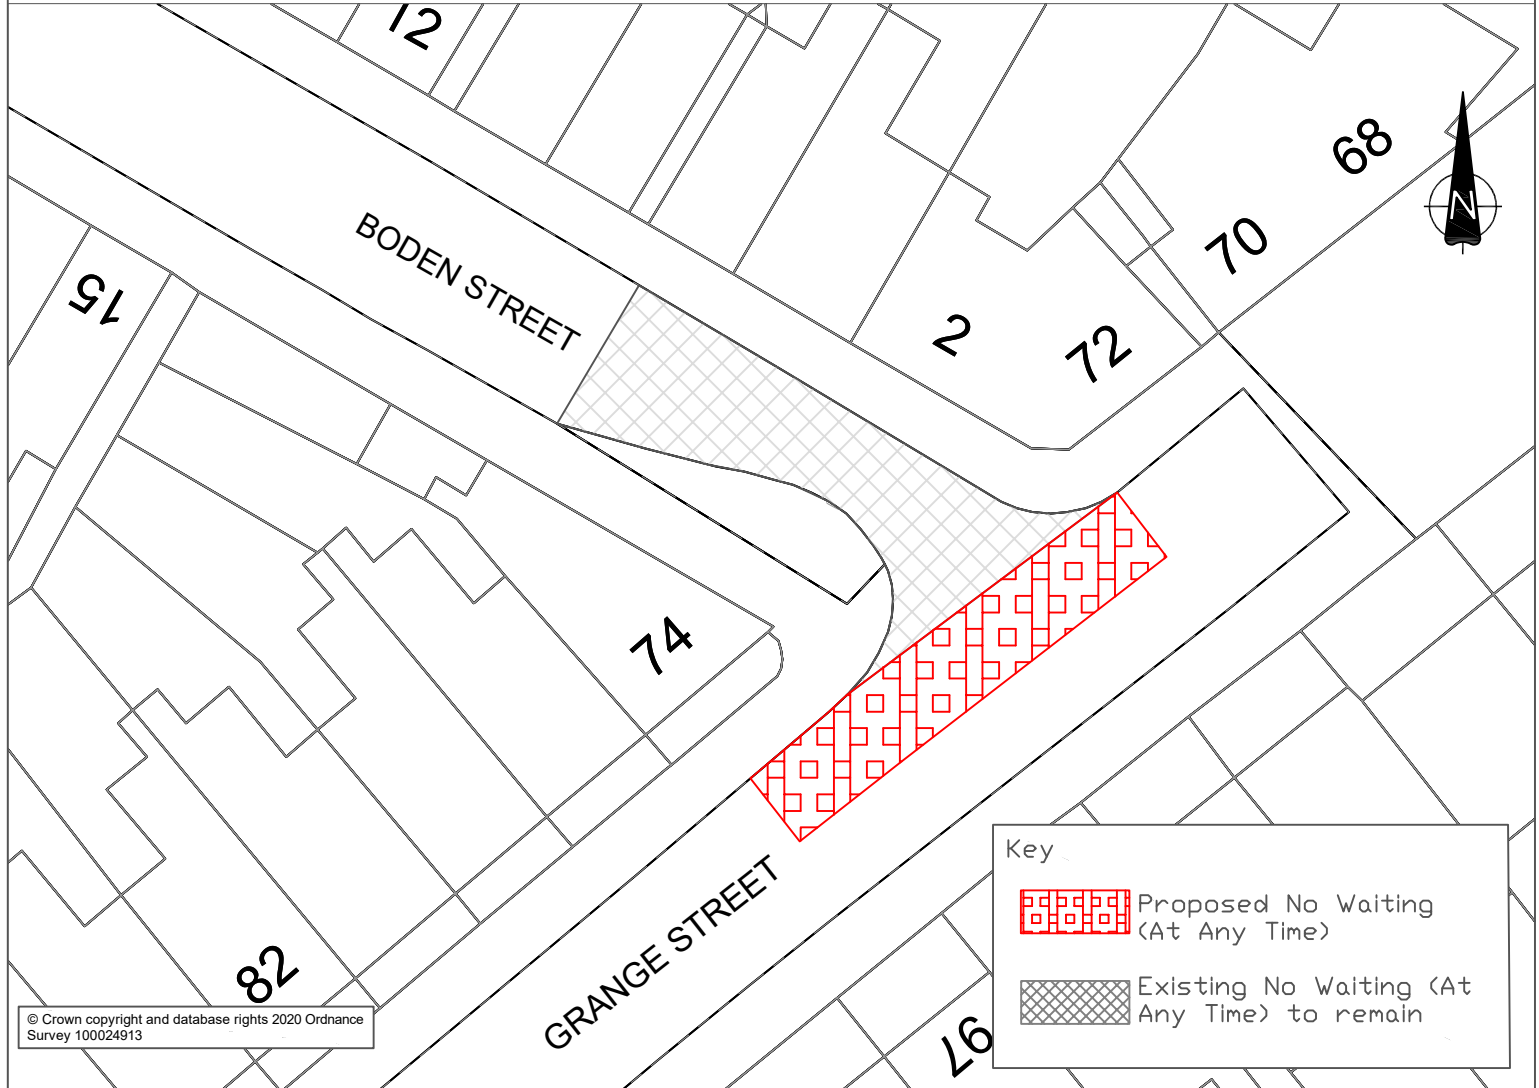 12
68
N
70
BODEN STREET
15
2
72
74
82
GRANGE STREET
97
Key
Proposed No Waiting
(At Any Time)
Existing No Waiting (At
Any Time) to remain
© Crown copyright and database rights 2020 Ordnance
Survey 100024913